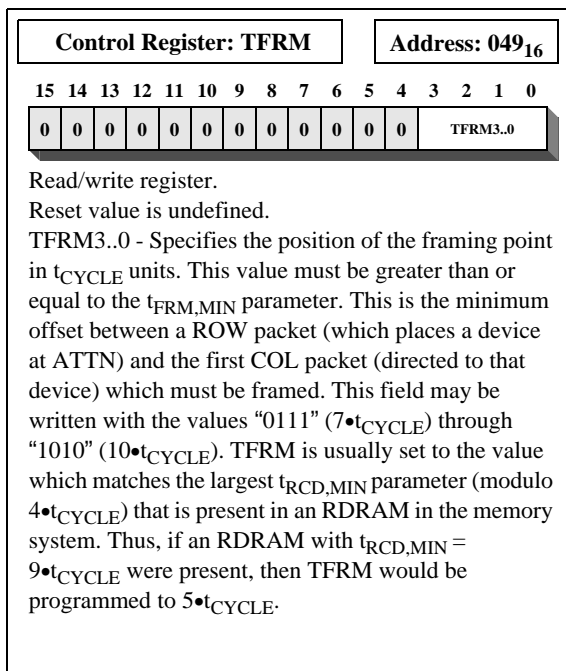 Control Register: TFRM
Address: 049₁₆
15 14 13 12 11 10 9 8 7 6 5 4 3 2 1 0
0 0 0 0 0 0 0 0 0 0 0 0 TFRM3..0
Read/write register.
Reset value is undefined.
TFRM3..0 - Specifies the position of the framing point
in tCYCLE units. This value must be greater than or
equal to the tFRM,MIN parameter. This is the minimum
offset between a ROW packet (which places a device
at ATTN) and the first COL packet (directed to that
device) which must be framed. This field may be
written with the values “0111” (7•tCYCLE) through
“1010” (10•tCYCLE). TFRM is usually set to the value
which matches the largest tRCD,MIN parameter (modulo
4•tCYCLE) that is present in an RDRAM in the memory
system. Thus, if an RDRAM with tRCD,MIN =
9•tCYCLE were present, then TFRM would be
programmed to 5•tCYCLE.